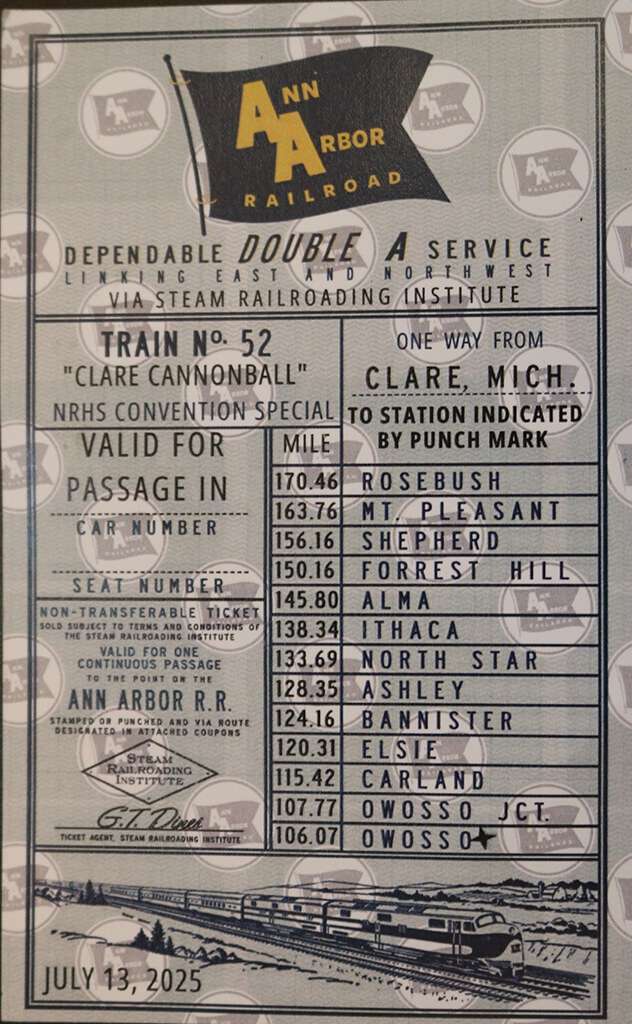 ANN
ARBOR
RAILROAD
DEPENDABLE DOUBLE A SERVICE
LINKING EAST AND NORTHWEST
VIA STEAM RAILROADING INSTITUTE
TRAIN Nº. 52
"CLARE CANNONBALL"
NRHS CONVENTION SPECIAL
ONE WAY FROM
CLARE, MICH.
TO STATION INDICATED
BY PUNCH MARK
VALID FOR
PASSAGE IN
CAR NUMBER
SEAT NUMBER
NON-TRANSFERABLE TICKET
SOLD SUBJECT TO TERMS AND CONDITIONS OF
THE STEAM RAILROADING INSTITUTE
VALID FOR ONE
CONTINUOUS PASSAGE
TO THE POINT ON THE
ANN ARBOR R.R.
STAMPED OR PUNCHED AND VIA ROUTE
DESIGNATED IN ATTACHED COUPONS
STEAM
RAILROADING
INSTITUTE
G.T. Diner
TICKET AGENT, STEAM RAILROADING INSTITUTE
MILE
170.46 ROSEBUSH
163.76 MT. PLEASANT
156.16 SHEPHERD
150.16 FORREST HILL
145.80 ALMA
138.34 ITHACA
133.69 NORTH STAR
128.35 ASHLEY
124.16 BANNISTER
120.31 ELSIE
115.42 CARLAND
107.77 OWOSSO JCT.
106.07 OWOSSO
JULY 13, 2025